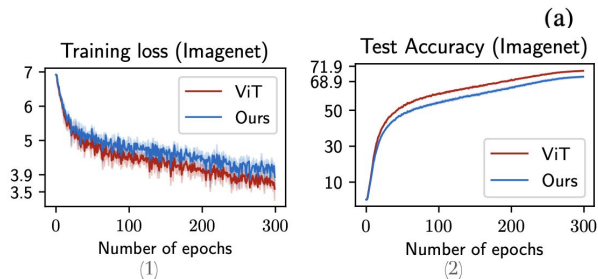 (a)
Training loss (Imagenet)
7
6
5
3.9
3.5
ViT
Ours
0
100
200
300
Number of epochs
(1)
Test Accuracy (Imagenet)
71.9
68.9
50
30
10
ViT
Ours
0
100
200
300
Number of epochs
(2)